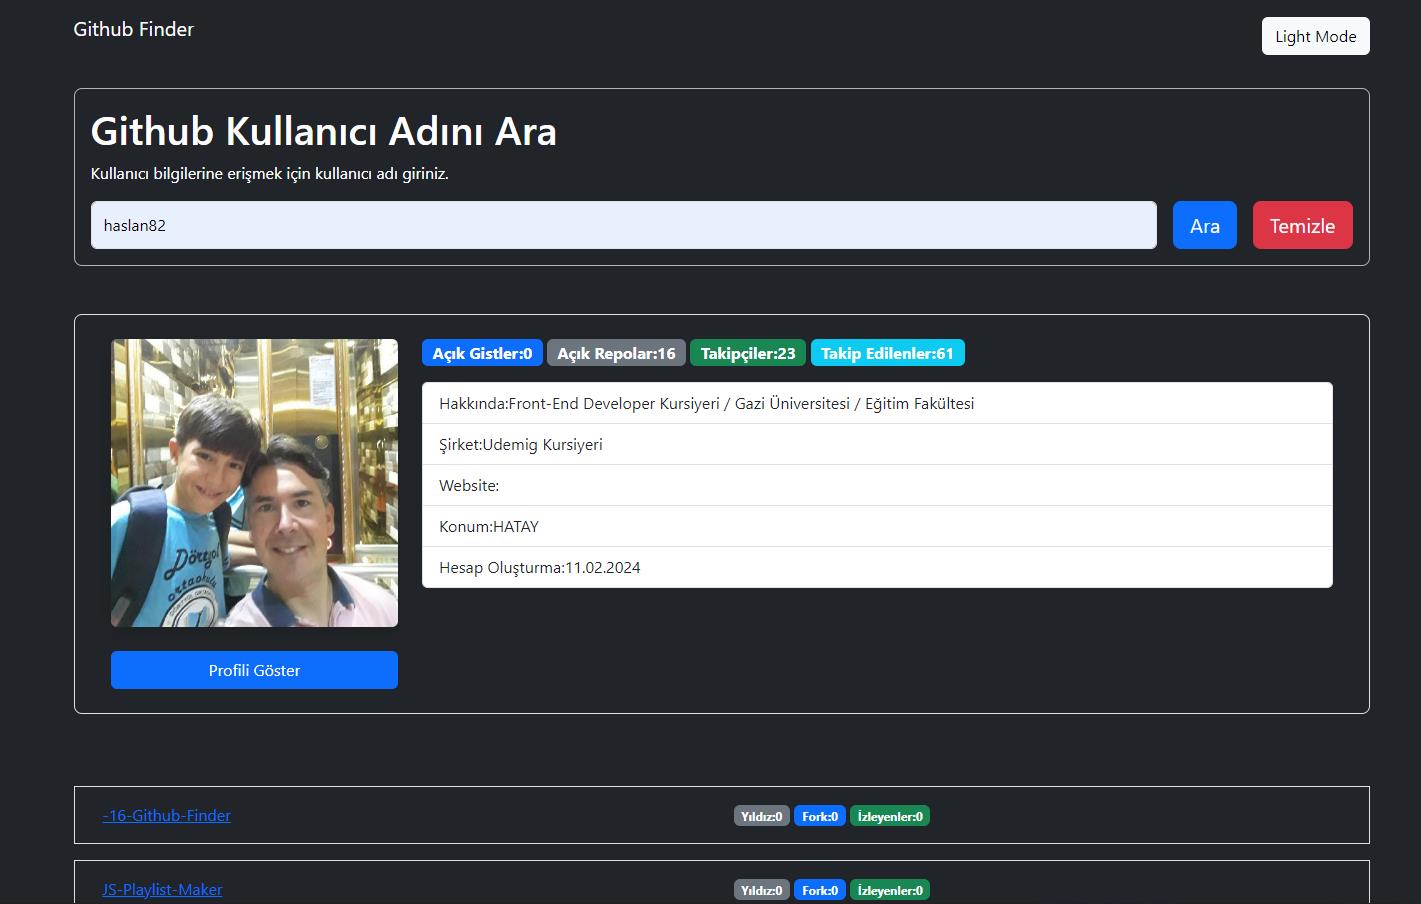 Github Finder
Light Mode
Github Kullanıcı Adını Ara
Kullanıcı bilgilerine erişmek için kullanıcı adı giriniz.
haslan82
Ara
Temizle
Açık Gistler:0
Açık Repolar:16
Takipçiler:23
Takip Edilenler:61
Hakkında:Front-End Developer Kursiyeri / Gazi Üniversitesi / Eğitim Fakültesi
Şirket:Udemig Kursiyeri
Website:
Konum:HATAY
Hesap Oluşturma:11.02.2024
Dörtyol
ortaokulu
Profili Göster
-16-Github-Finder
Yıldız:0
Fork:0
İzleyenler:0
JS-Playlist-Maker
Yıldız:0
Fork:0
İzleyenler:0